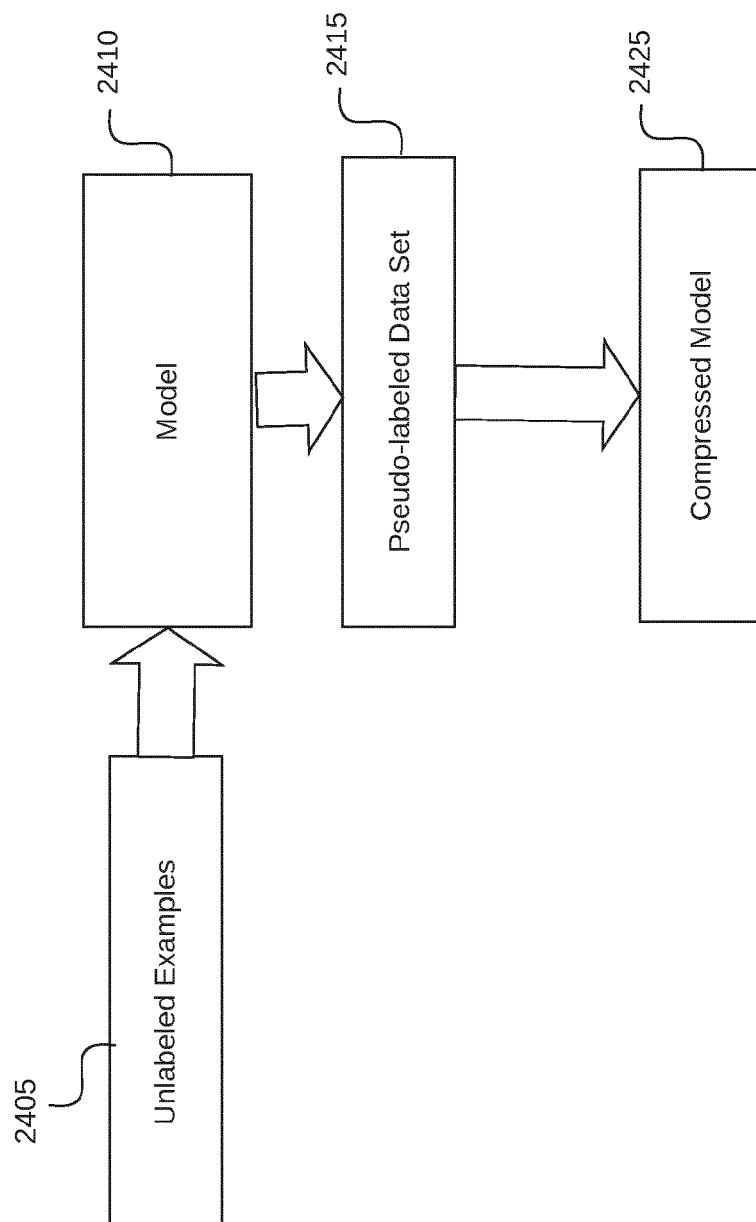 2405
Unlabeled Examples
2410
Model
2415
Pseudo-labeled Data Set
2425
Compressed Model